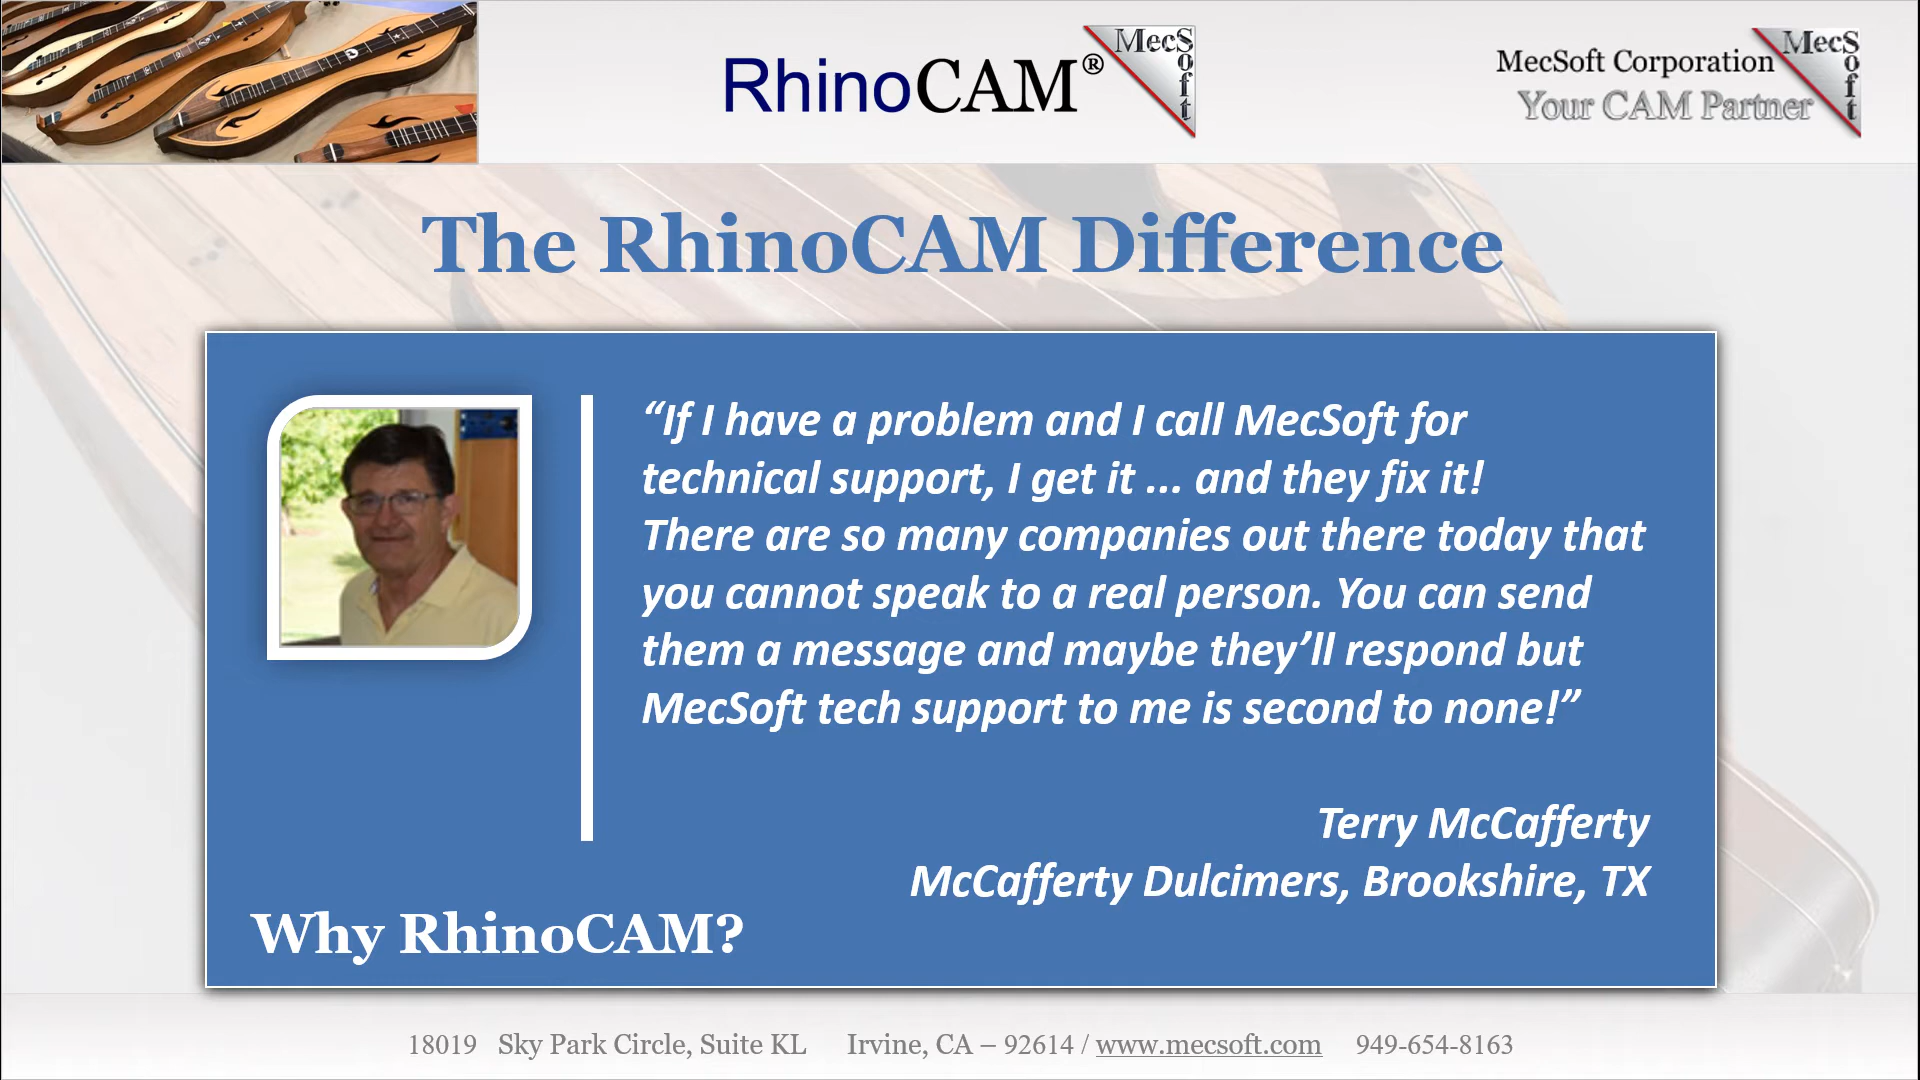 RhinoCAM®
MecSoft
MecSoft Corporation
Your CAM Partner
MecSoft
The RhinoCAM Difference
“If I have a problem and I call MecSoft for
technical support, I get it ... and they fix it!
There are so many companies out there today that
you cannot speak to a real person. You can send
them a message and maybe they’ll respond but
MecSoft tech support to me is second to none!”
Terry McCafferty
McCafferty Dulcimers, Brookshire, TX
Why RhinoCAM?
18019 Sky Park Circle, Suite KL Irvine, CA – 92614 / www.mecsoft.com 949-654-8163